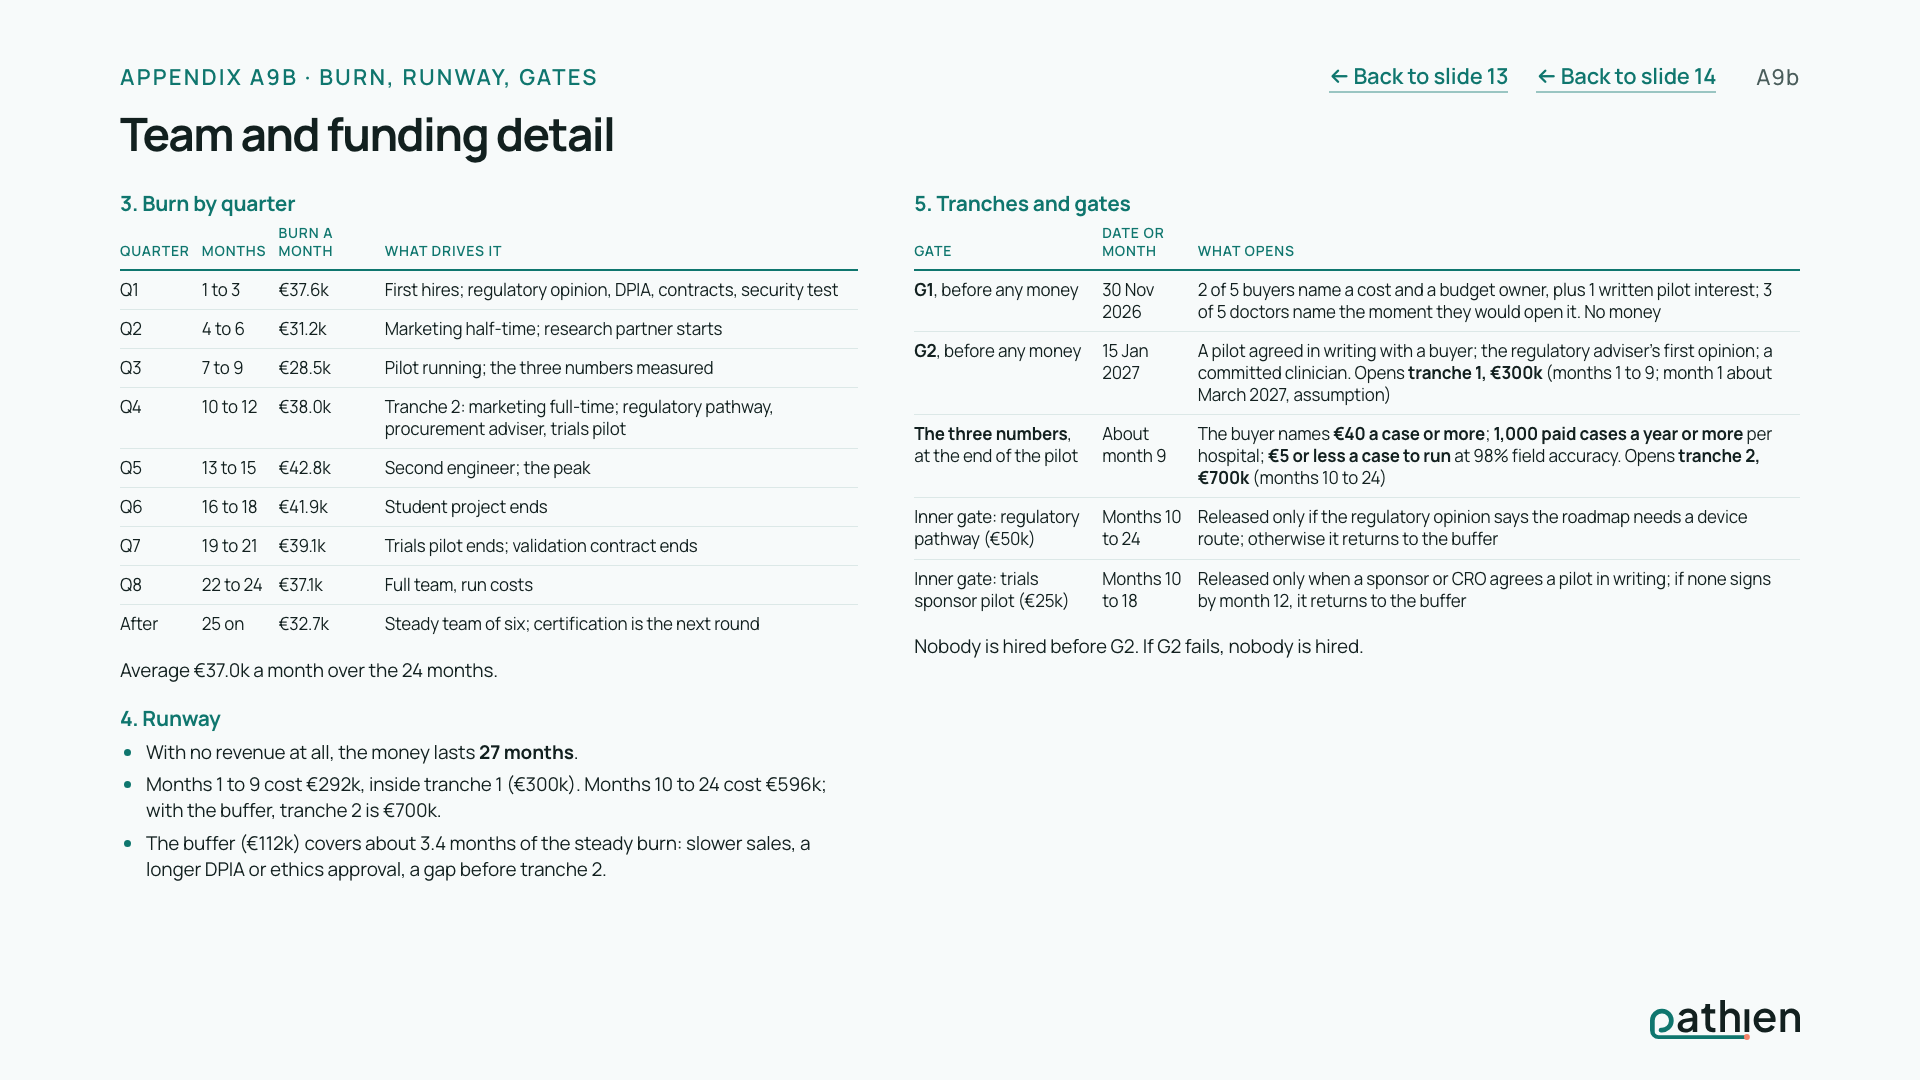 APPENDIX A9B · BURN, RUNWAY, GATES
← Back to slide 13
← Back to slide 14
A9b
Team and funding detail
3. Burn by quarter
QUARTER MONTHS BURN A MONTH WHAT DRIVES IT
Q1 1 to 3 €37.6k First hires; regulatory opinion, DPIA, contracts, security test
Q2 4 to 6 €31.2k Marketing half-time; research partner starts
Q3 7 to 9 €28.5k Pilot running; the three numbers measured
Q4 10 to 12 €38.0k Tranche 2: marketing full-time; regulatory pathway,
procurement adviser, trials pilot
Q5 13 to 15 €42.8k Second engineer; the peak
Q6 16 to 18 €41.9k Student project ends
Q7 19 to 21 €39.1k Trials pilot ends; validation contract ends
Q8 22 to 24 €37.1k Full team, run costs
After 25 on €32.7k Steady team of six; certification is the next round
Average €37.0k a month over the 24 months.
4. Runway
• With no revenue at all, the money lasts 27 months.
• Months 1 to 9 cost €292k, inside tranche 1 (€300k). Months 10 to 24 cost €596k;
with the buffer, tranche 2 is €700k.
• The buffer (€112k) covers about 3.4 months of the steady burn: slower sales, a
longer DPIA or ethics approval, a gap before tranche 2.
5. Tranches and gates
GATE DATE OR MONTH WHAT OPENS
G1, before any money 30 Nov 2026 2 of 5 buyers name a cost and a budget owner, plus 1 written pilot interest; 3
of 5 doctors name the moment they would open it. No money
G2, before any money 15 Jan 2027 A pilot agreed in writing with a buyer; the regulatory adviser's first opinion; a
committed clinician. Opens tranche 1, €300k (months 1 to 9; month 1 about
March 2027, assumption)
The three numbers, at the end of the pilot About month 9 The buyer names €40 a case or more; 1,000 paid cases a year or more per
hospital; €5 or less a case to run at 98% field accuracy. Opens tranche 2,
€700k (months 10 to 24)
Inner gate: regulatory pathway (€50k) Months 10 to 24 Released only if the regulatory opinion says the roadmap needs a device
route; otherwise it returns to the buffer
Inner gate: trials sponsor pilot (€25k) Months 10 to 18 Released only when a sponsor or CRO agrees a pilot in writing; if none signs
by month 12, it returns to the buffer
Nobody is hired before G2. If G2 fails, nobody is hired.
pathien